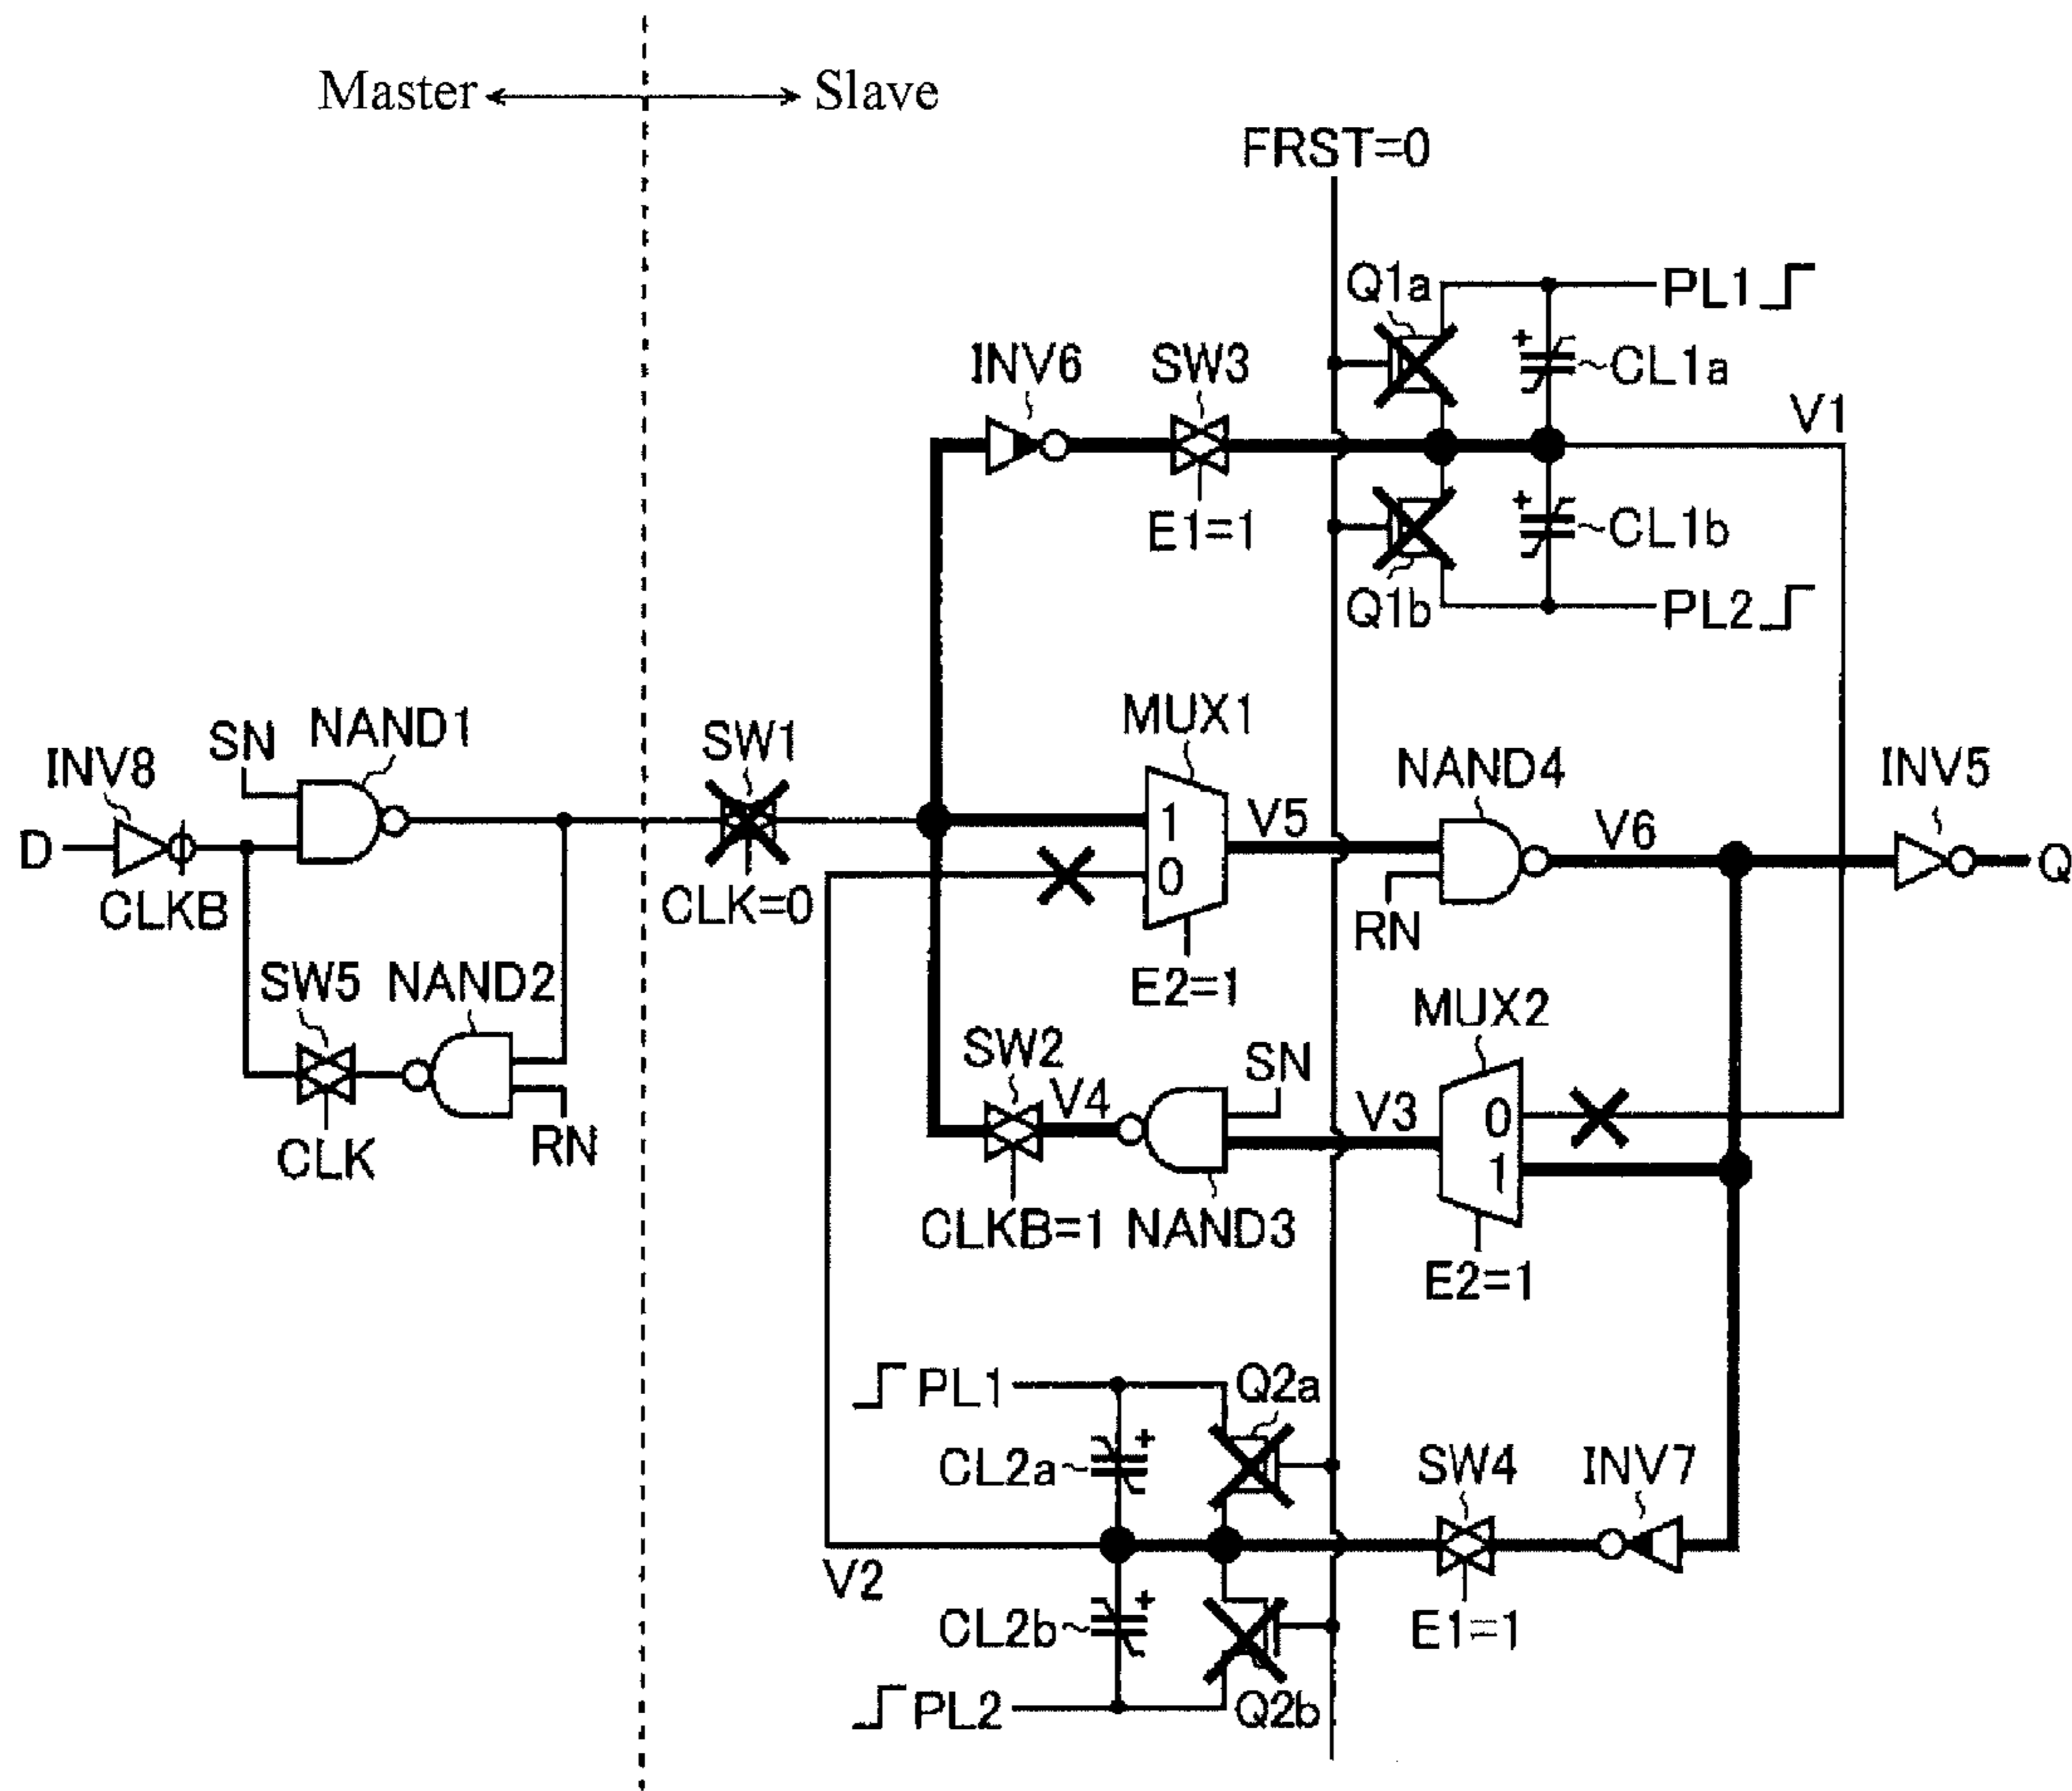 Master
Slave
FRST=0
Q1a
PL1
INV6
SW3
CL1a
V1
E1=1
CL1b
Q1b
PL2
MUX1
SN
NAND1
SW1
NAND4
INV5
INV8
V5
V6
1
D
0
Q
CLKB
CLK=0
RN
SW5
NAND2
E2=1
MUX2
SW2
SN
V4
V3
0
CLK
RN
1
CLKB=1
NAND3
E2=1
PL1
Q2a
CL2a
SW4
INV7
V2
CL2b
E1=1
PL2
Q2b